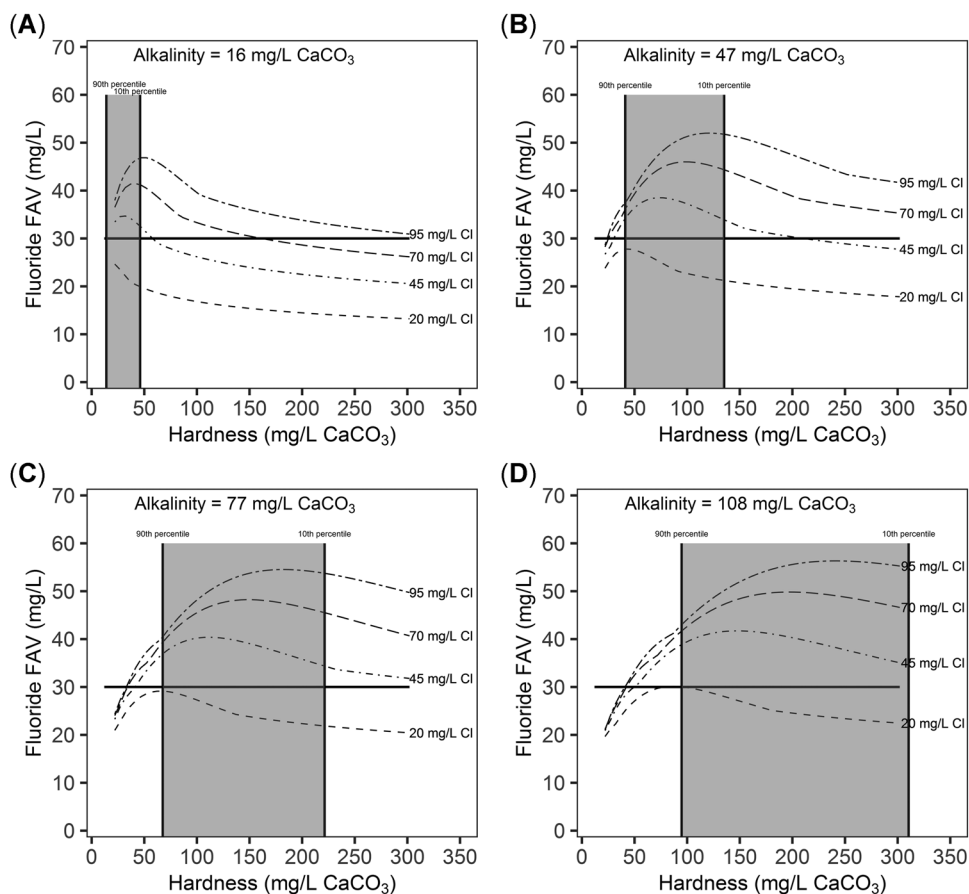 (A)
Alkalinity = 16 mg/L CaCO₃
90th percentile
10th percentile
Fluoride FAV (mg/L)
70
60
50
40
30
20
10
0
95 mg/L Cl
70 mg/L Cl
45 mg/L Cl
20 mg/L Cl
0 50 100 150 200 250 300 350
Hardness (mg/L CaCO₃)
(B)
Alkalinity = 47 mg/L CaCO₃
90th percentile 10th percentile
Fluoride FAV (mg/L)
70
60
50
40
30
20
10
0
95 mg/L Cl
70 mg/L Cl
45 mg/L Cl
20 mg/L Cl
0 50 100 150 200 250 300 350
Hardness (mg/L CaCO₃)
(C)
Alkalinity = 77 mg/L CaCO₃
90th percentile 10th percentile
Fluoride FAV (mg/L)
70
60
50
40
30
20
10
0
95 mg/L Cl
70 mg/L Cl
45 mg/L Cl
20 mg/L Cl
0 50 100 150 200 250 300 350
Hardness (mg/L CaCO₃)
(D)
Alkalinity = 108 mg/L CaCO₃
90th percentile 10th percentile
Fluoride FAV (mg/L)
70
60
50
40
30
20
10
0
95 mg/L Cl
70 mg/L Cl
45 mg/L Cl
20 mg/L Cl
0 50 100 150 200 250 300 350
Hardness (mg/L CaCO₃)